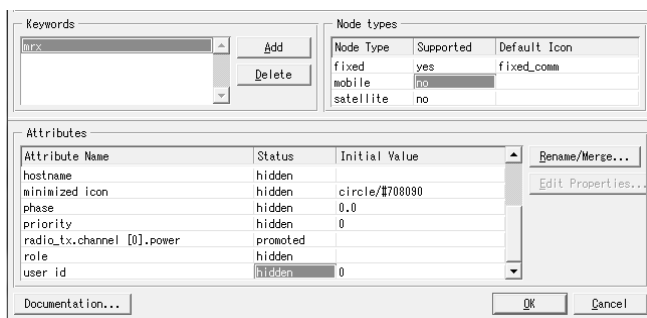 Keywords
mrx
Add
Delete
Node types
Node Type Supported Default Icon
fixed yes fixed_comm
mobile no
satellite no
Attributes
Attribute Name Status Initial Value
hostname hidden
minimized icon hidden circle/#708090
phase hidden 0.0
priority hidden 0
radio_tx.channel [0].power promoted
role hidden
user id hidden 0
Rename/Merge...
Edit Properties...
Documentation...
OK
Cancel